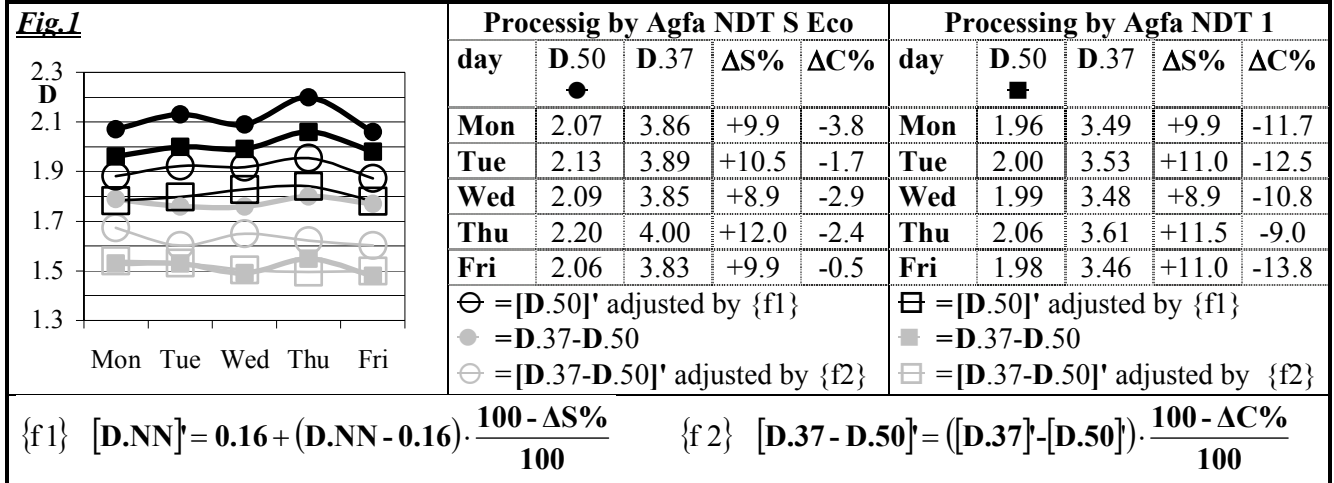 Fig.1
2.3
D
2.1
1.9
1.7
1.5
1.3
Mon Tue Wed Thu Fri
Processig by Agfa NDT S Eco
day D.50 D.37 ΔS% ΔC%
Mon 2.07 3.86 +9.9 -3.8
Tue 2.13 3.89 +10.5 -1.7
Wed 2.09 3.85 +8.9 -2.9
Thu 2.20 4.00 +12.0 -2.4
Fri 2.06 3.83 +9.9 -0.5
=[D.50]' adjusted by {f1}
=D.37-D.50
=[D.37-D.50]' adjusted by {f2}
Processing by Agfa NDT 1
day D.50 D.37 ΔS% ΔC%
Mon 1.96 3.49 +9.9 -11.7
Tue 2.00 3.53 +11.0 -12.5
Wed 1.99 3.48 +8.9 -10.8
Thu 2.06 3.61 +11.5 -9.0
Fri 1.98 3.46 +11.0 -13.8
=[D.50]' adjusted by {f1}
=D.37-D.50
=[D.37-D.50]' adjusted by {f2}
{f 1} [D.NN]' = 0.16 + (D.NN - 0.16) · 100 - ΔS% / 100
{f 2} [D.37 - D.50]' = ([D.37]' - [D.50]') · 100 - ΔC% / 100